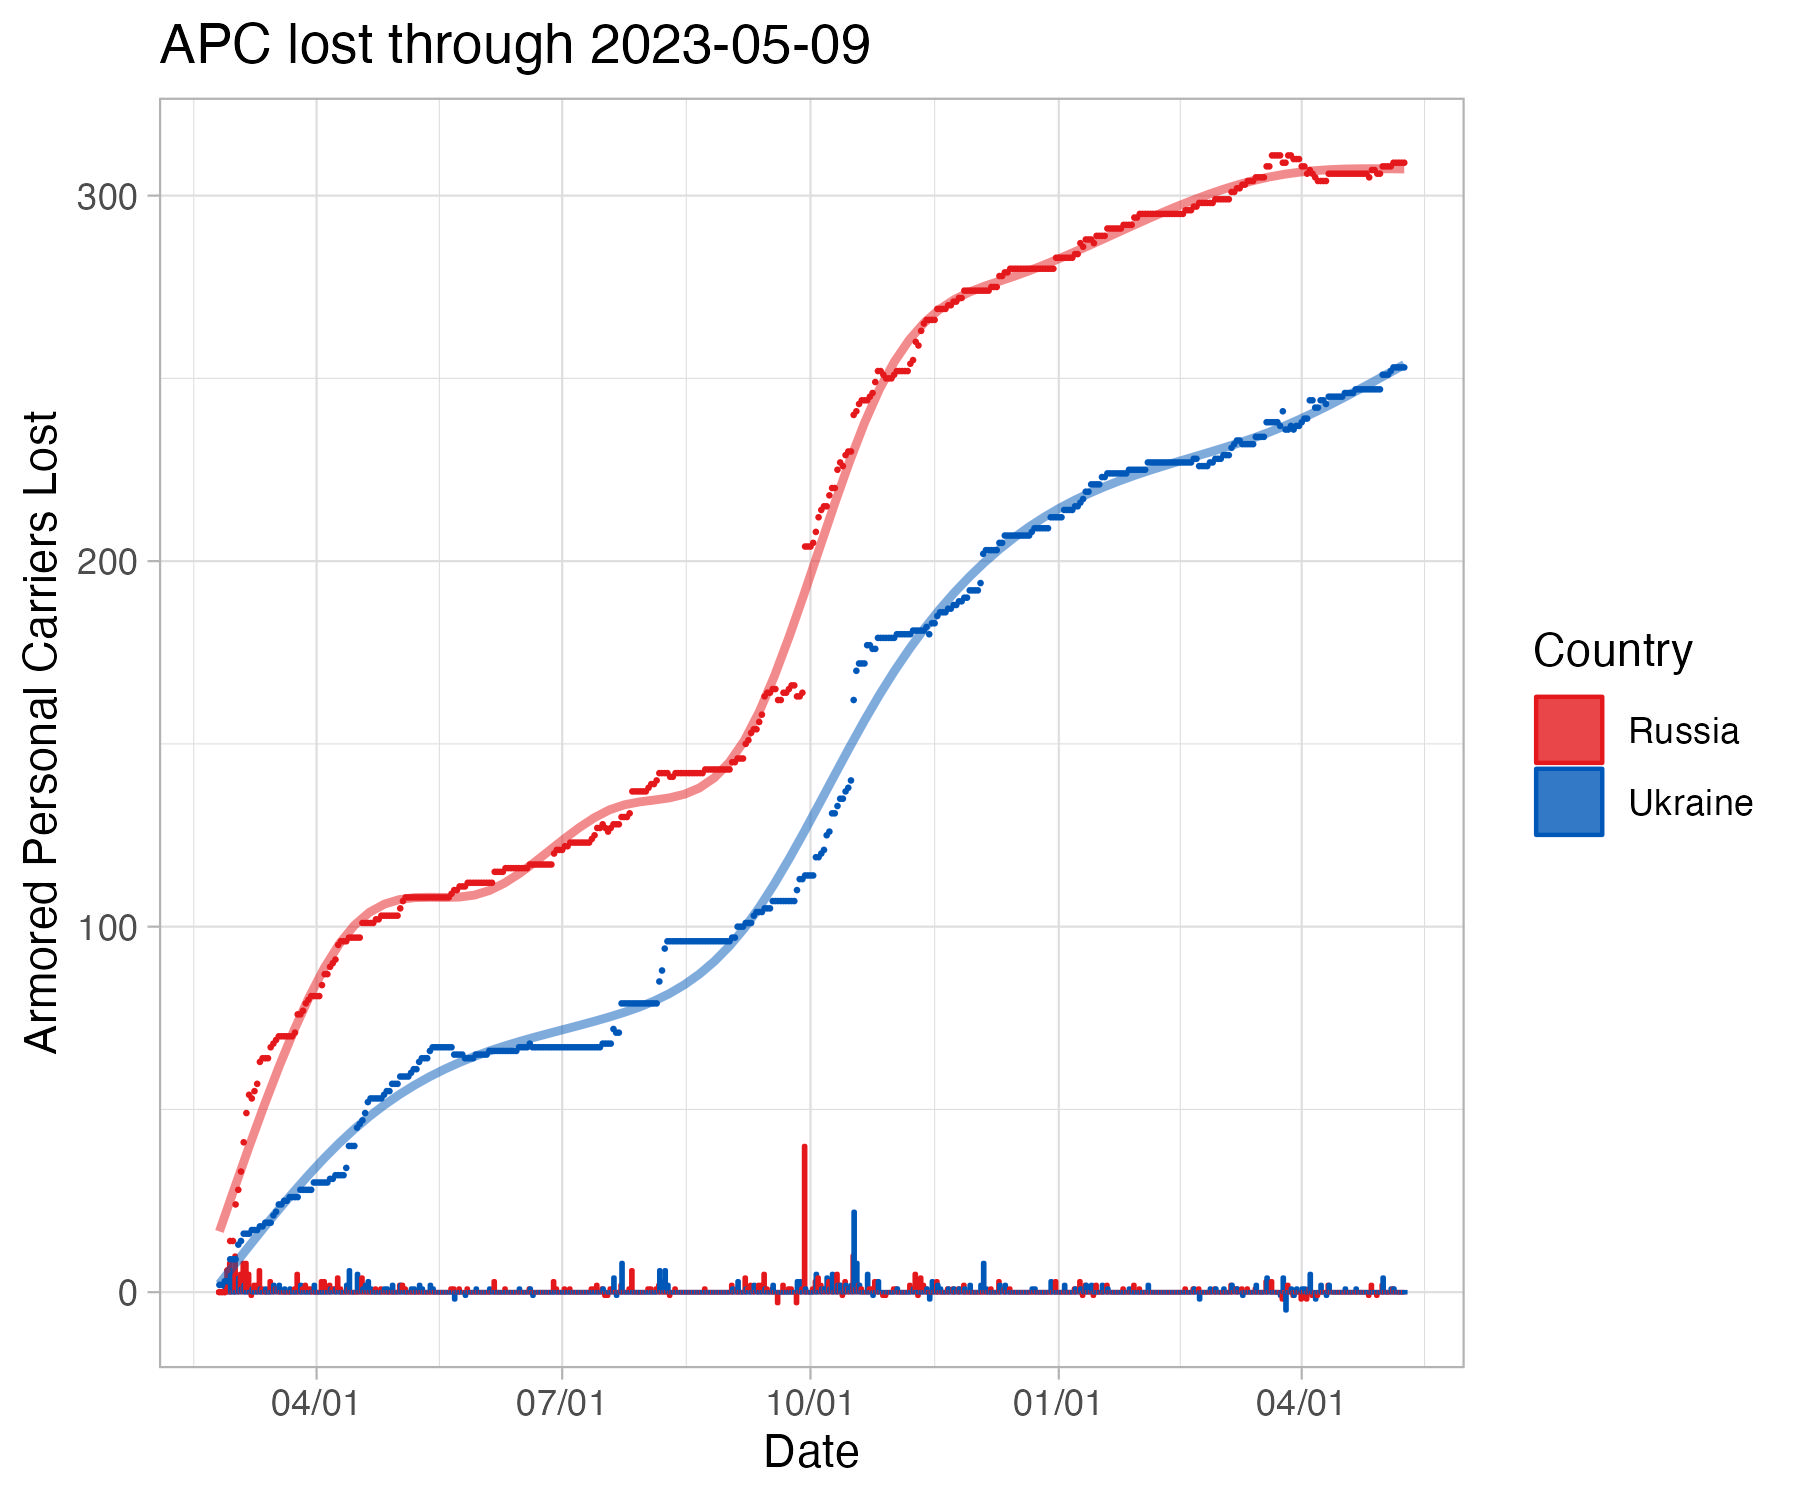 APC lost through 2023-05-09
Armored Personal Carriers Lost
300
200
100
0
04/01
07/01
10/01
01/01
04/01
Date
Country
Russia
Ukraine